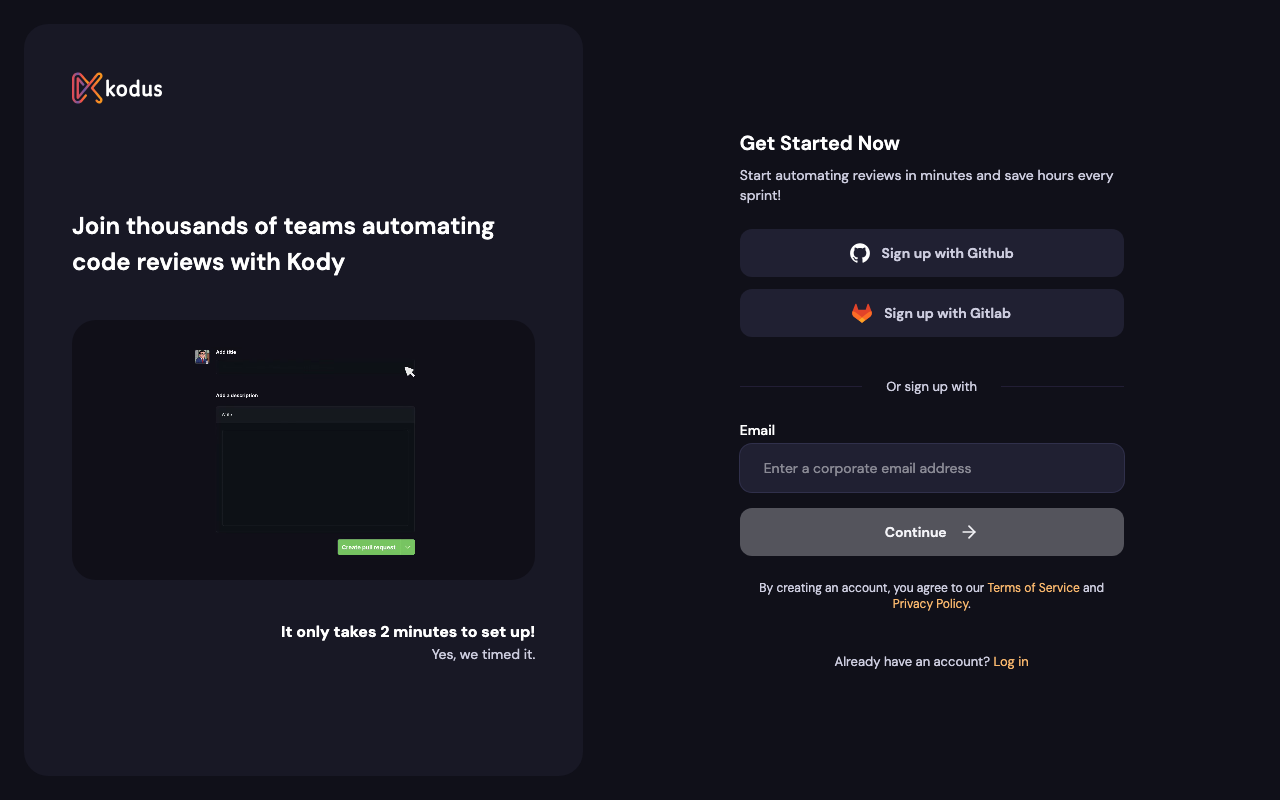 kodus
Join thousands of teams automating
code reviews with Kody
Add title
Add a description
Create pull request
It only takes 2 minutes to set up!
Yes, we timed it.
Get Started Now
Start automating reviews in minutes and save hours every
sprint!
Sign up with Github
Sign up with Gitlab
Or sign up with
Email
Enter a corporate email address
Continue
By creating an account, you agree to our Terms of Service and
Privacy Policy.
Already have an account? Log in